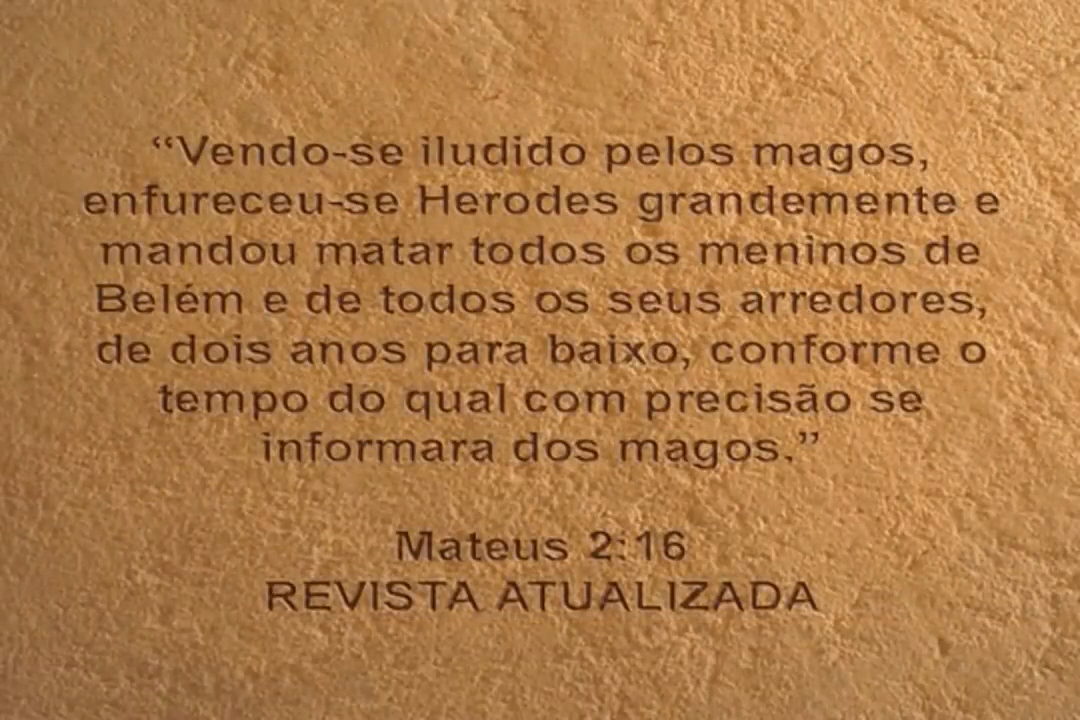 “Vendo-se iludido pelos magos,
enfureceu-se Herodes grandemente e
mandou matar todos os meninos de
Belém e de todos os seus arredores,
de dois anos para baixo, conforme o
tempo do qual com precisão se
informara dos magos.”
Mateus 2:16
REVISTA ATUALIZADA